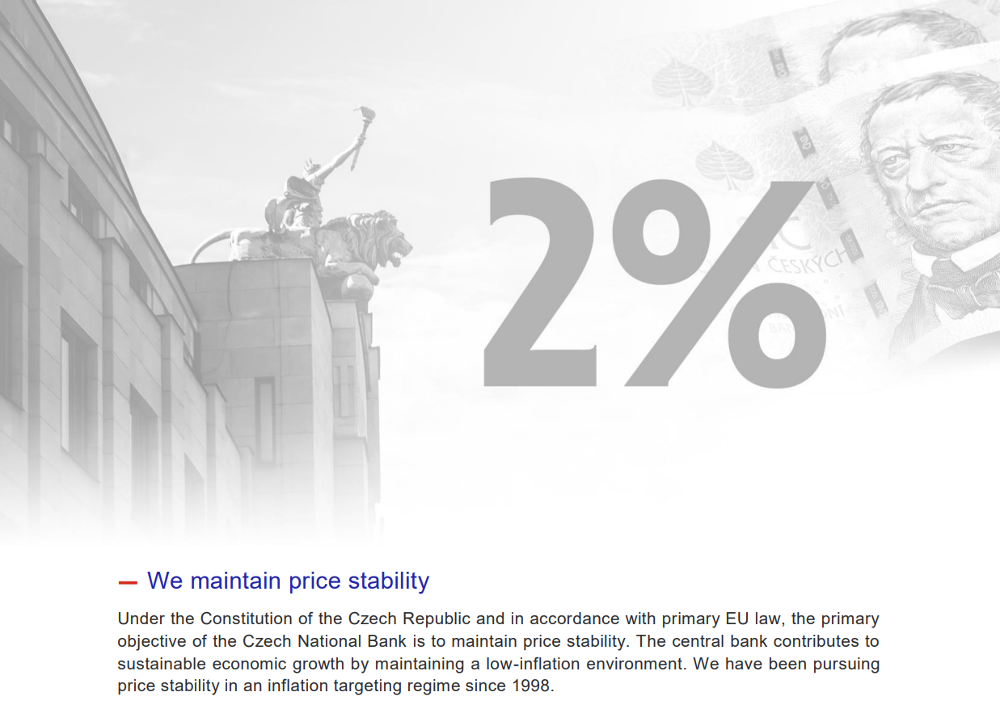 2%
ČESKÝCH
— We maintain price stability
Under the Constitution of the Czech Republic and in accordance with primary EU law, the primary
objective of the Czech National Bank is to maintain price stability. The central bank contributes to
sustainable economic growth by maintaining a low-inflation environment. We have been pursuing
price stability in an inflation targeting regime since 1998.